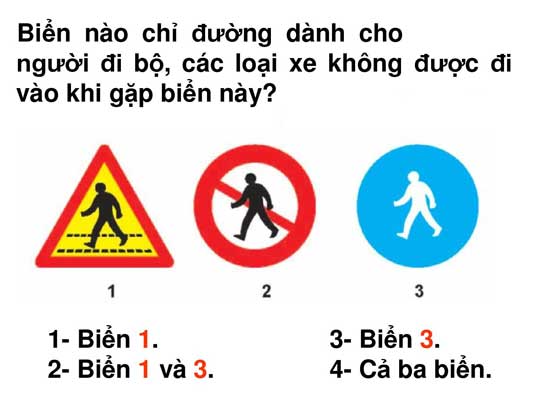 Biển nào chỉ đường dành cho
người đi bộ, các loại xe không được đi
vào khi gặp biển này?
1 2 3
1- Biển 1. 3- Biển 3.
2- Biển 1 và 3. 4- Cả ba biển.